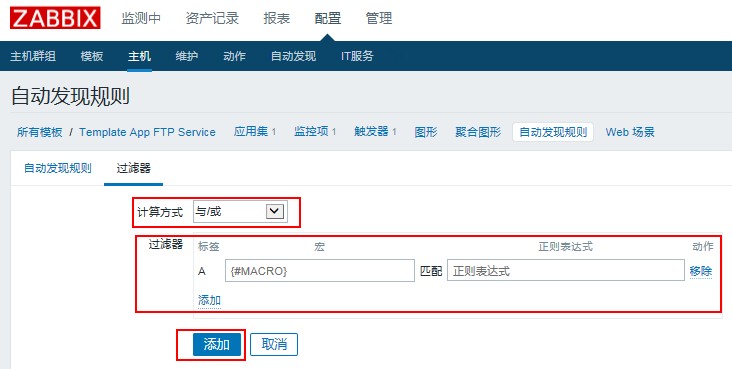 ZABBIX 监测中 资产记录 报表 配置 管理
主机群组 模板 主机 维护 动作 自动发现 IT服务
自动发现规则
所有模板 / Template App FTP Service 应用集 1 监控项 1 触发器 1 图形 聚合图形 自动发现规则 Web 场景
自动发现规则 过滤器
计算方式 与/或
过滤器 标签 宏 正则表达式 动作
A {#MACRO} 匹配 正则表达式 移除
添加
添加 取消